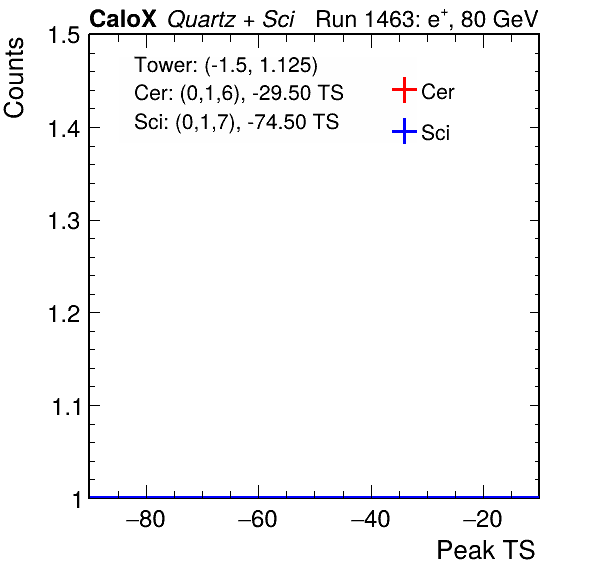 CaloX Quartz + Sci Run 1463: e+, 80 GeV
Counts
1.5
1.4
1.3
1.2
1.1
1
Tower: (-1.5, 1.125)
Cer: (0,1,6), -29.50 TS
Sci: (0,1,7), -74.50 TS
Cer
Sci
−80 −60 −40 −20
Peak TS